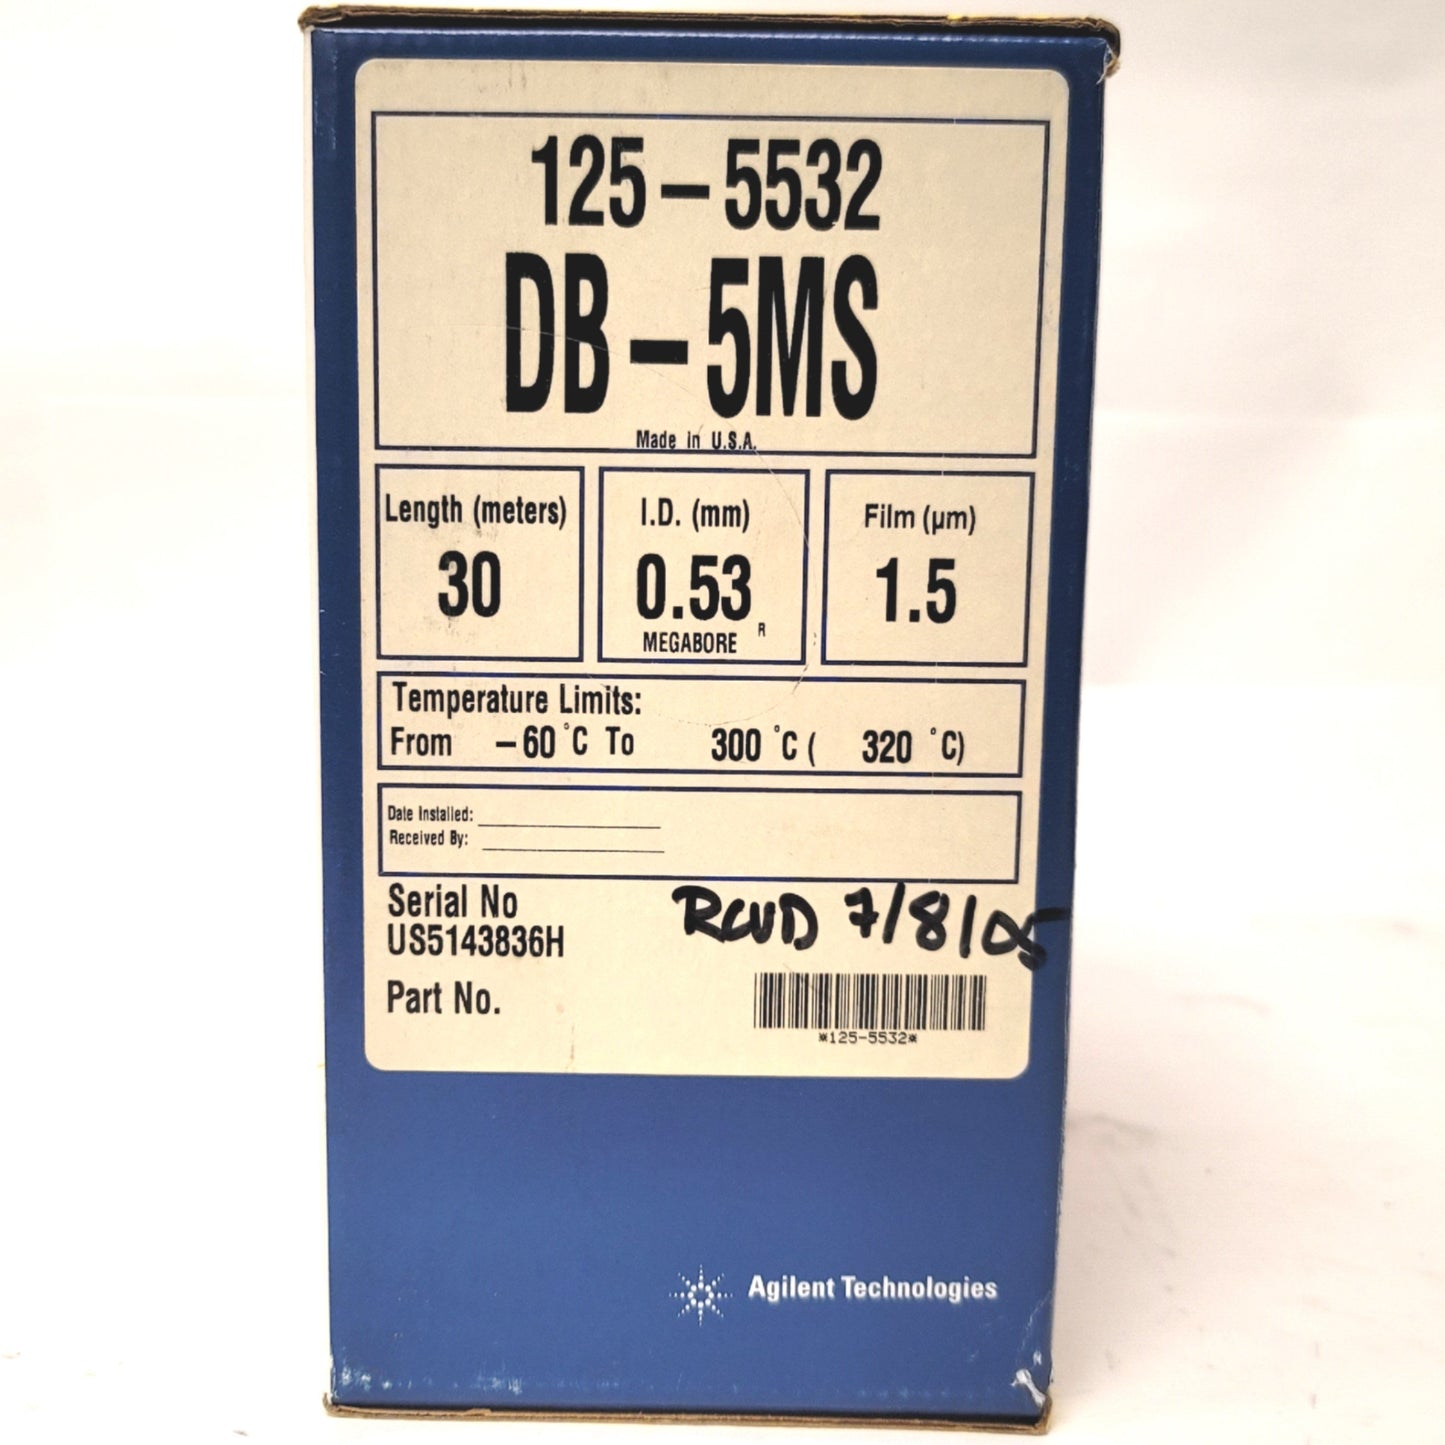 125-5532
DB-5MS
Made in U.S.A.
Length (meters)
30
I.D. (mm)
0.53
MEGABORE R
Film (µm)
1.5
Temperature Limits:
From -60 °C To 300 °C ( 320 °C)
Date Installed:
Received By:
Serial No
US5143836H
RCVD 7/8/05
Part No.
*125-5532*
Agilent Technologies